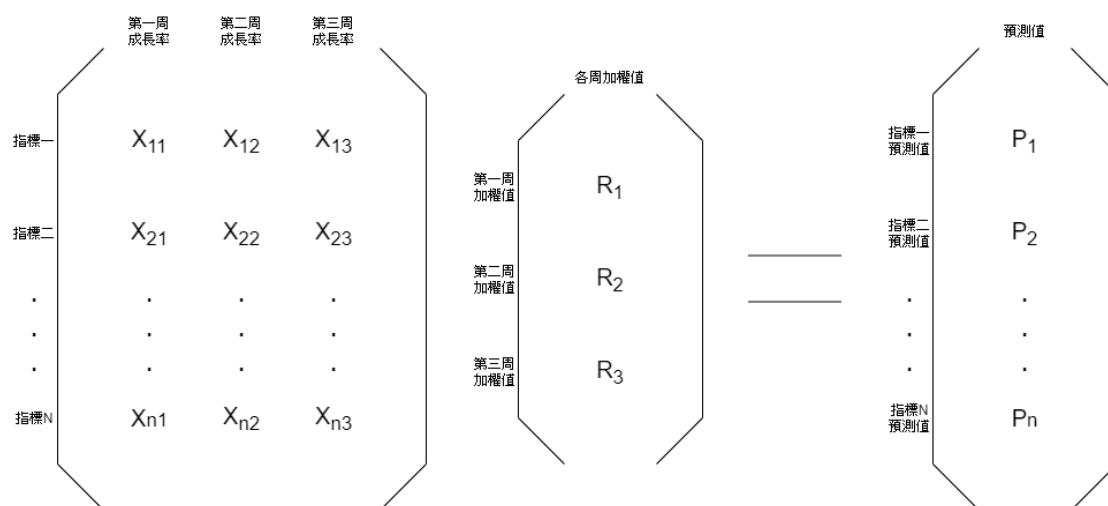 第一周 第二周 第三周
成長率 成長率 成長率
預測值
各周加權值
指標一 X₁₁ X₁₂ X₁₃
第一周
加權值 R₁
指標一
預測值 P₁
指標二 X₂₁ X₂₂ X₂₃
第二周
加權值 R₂
指標二
預測值 P₂
. . . .
. . . .
. . . .
第三周
加權值 R₃
. .
. .
. .
指標N Xn1 Xₙ₂ Xₙ₃
指標N
預測值 Pn